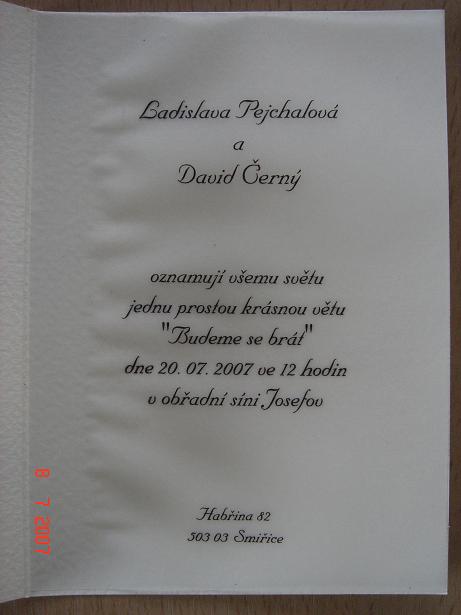 Ladislava Pejchalová
a
David Černý
oznamují všemu světu
jednu prostou krásnou větu
"Budeme se brát"
dne 20. 07. 2007 ve 12 hodin
v obřadní síni Josefov
Habřina 82
503 03 Smiřice
8 7 2007